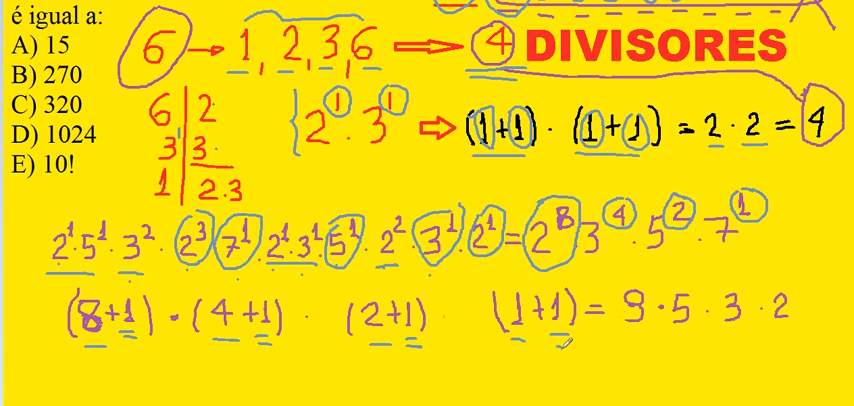 é igual a:
A) 15
B) 270
C) 320
D) 1024
E) 10!
6 → 1, 2, 3, 6 ⇒ 4 DIVISORES
6 | 2
3 | 3
1 | 2.3
{ 2¹ . 3¹ ⇒ (1+1) . (1+1) = 2 . 2 = 4
2¹.5¹.3².2³.7¹.2¹.3¹.5¹.2².3¹.2¹=2⁸3⁴.5².7¹
(8+1) . (4+1) . (2+1) . (1+1) = 9.5.3.2